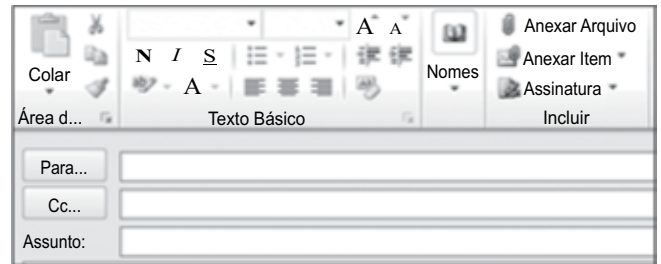 Colar
Área d...
A A
N I S
A
Texto Básico
Nomes
Anexar Arquivo
Anexar Item
Assinatura
Incluir
Para...
Cc...
Assunto: